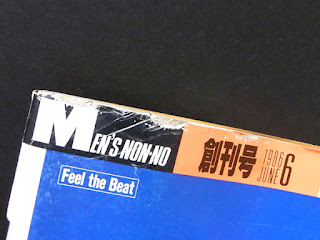 MEN'S NON-NO
創刊号
1986
JUNE 6
Feel the Beat